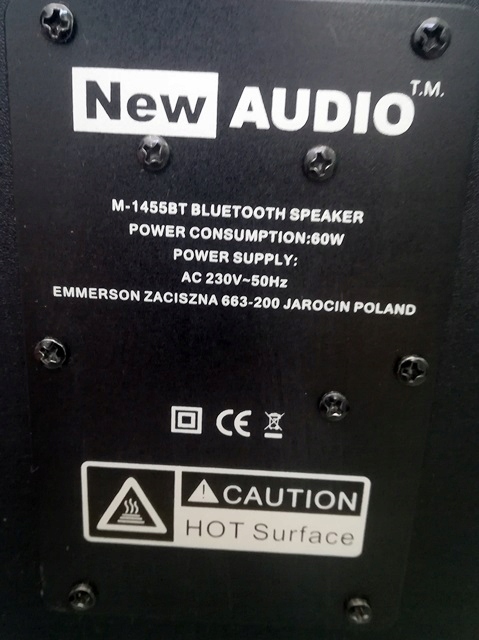 New AUDIO T.M.
M-1455BT BLUETOOTH SPEAKER
POWER CONSUMPTION:60W
POWER SUPPLY:
AC 230V~50Hz
EMMERSON ZACISZNA 663-200 JAROCIN POLAND
CE
CAUTION
HOT Surface